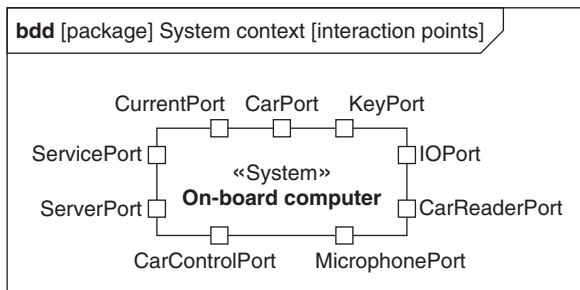 bdd [package] System context [interaction points]
CurrentPort CarPort KeyPort
ServicePort IOPort
«System»
On-board computer
ServerPort CarReaderPort
CarControlPort MicrophonePort